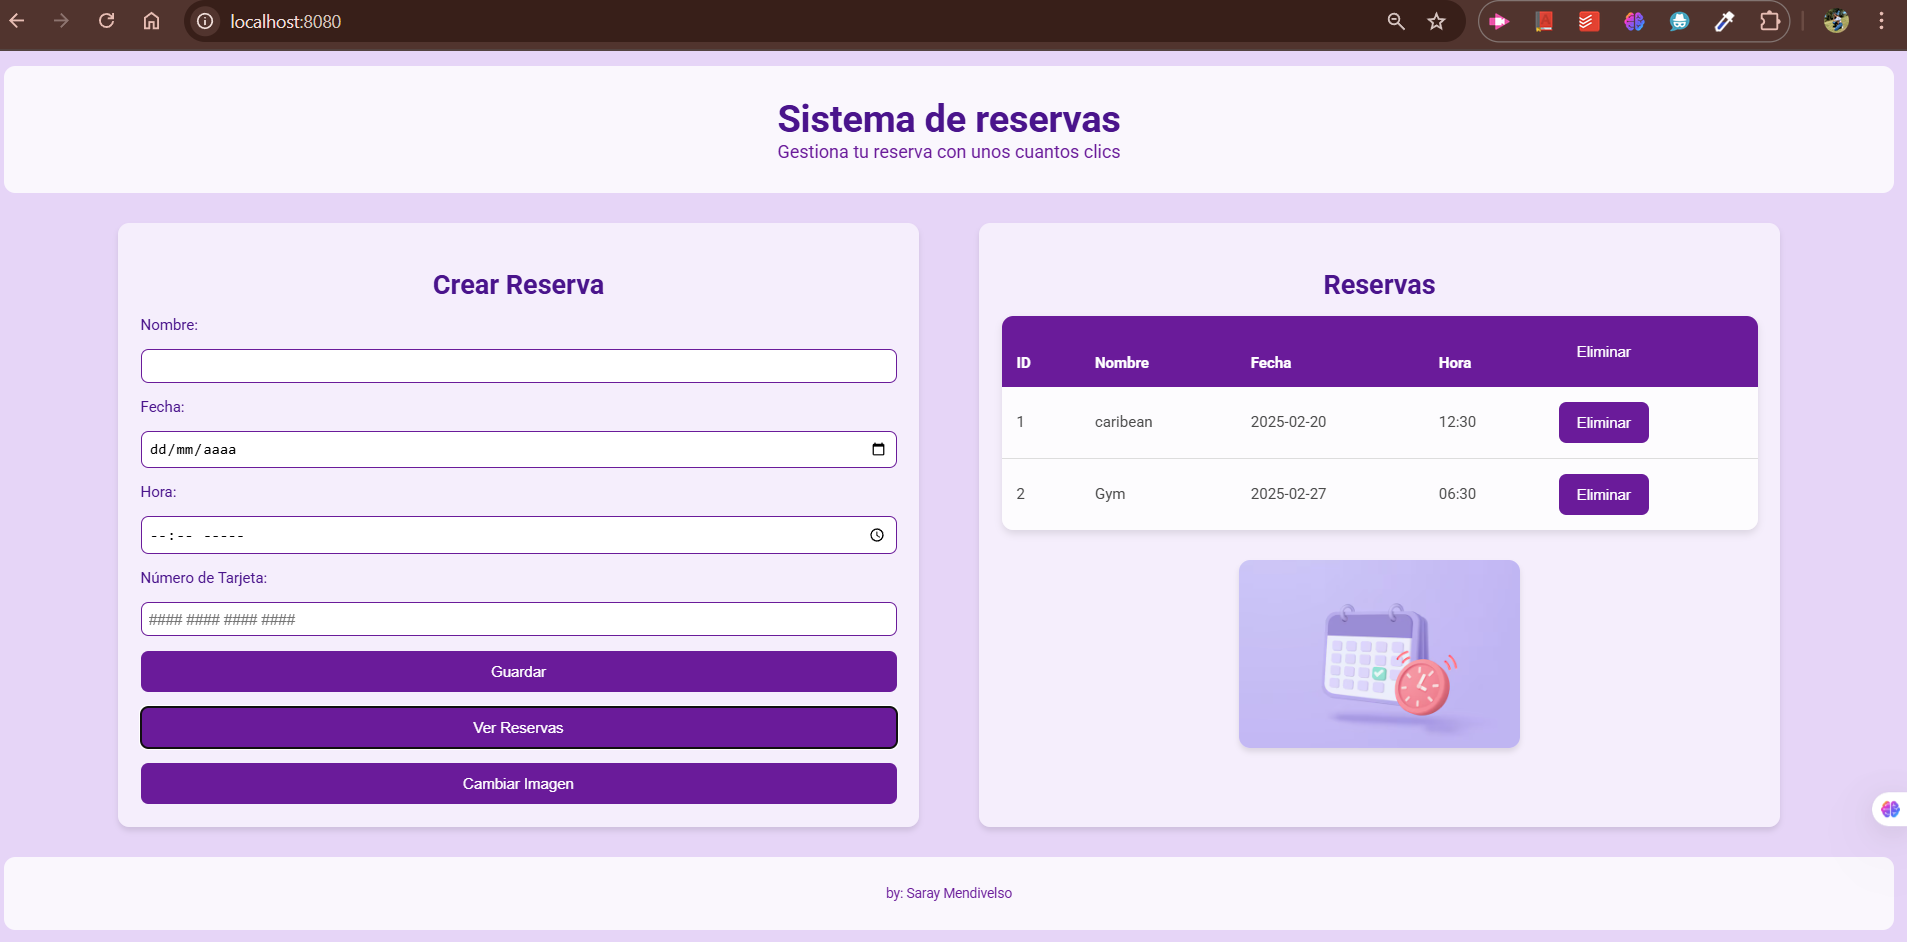 localhost:8080
Sistema de reservas
Gestiona tu reserva con unos cuantos clics
Crear Reserva
Nombre:
Fecha:
dd/mm/aaaa
Hora:
--:-- -----
Número de Tarjeta:
#### #### #### ####
Guardar
Ver Reservas
Cambiar Imagen
Reservas
ID Nombre Fecha Hora Eliminar
1 caribean 2025-02-20 12:30 Eliminar
2 Gym 2025-02-27 06:30 Eliminar
by: Saray Mendivelso